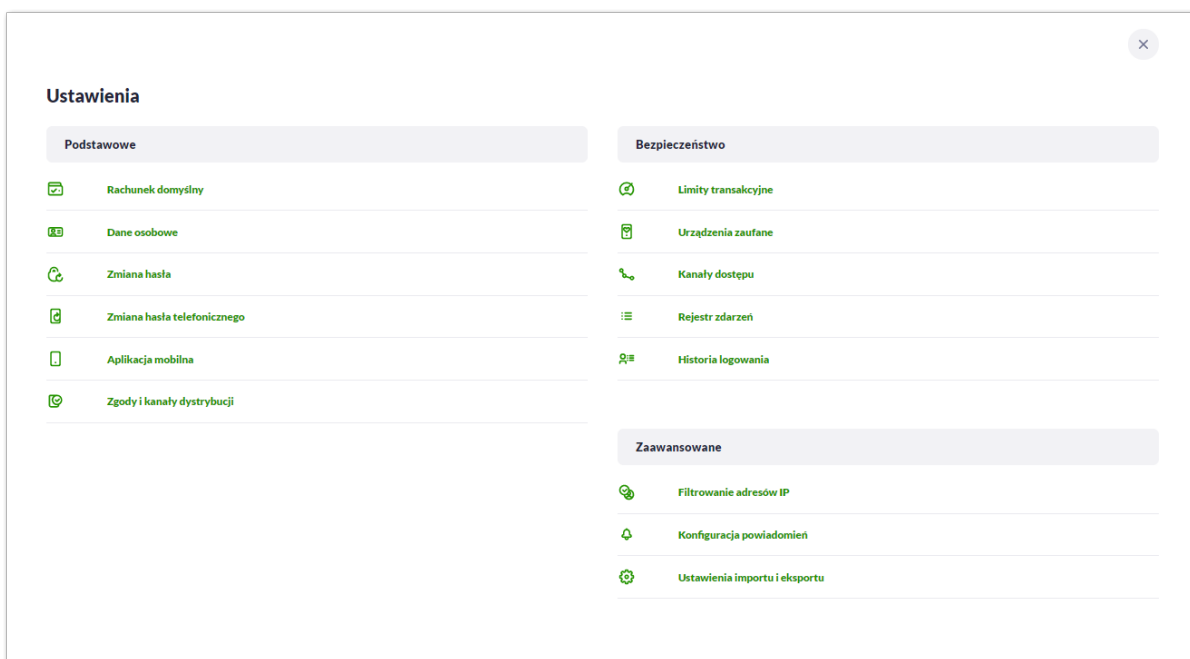 Ustawienia
Podstawowe
Rachunek domyślny
Dane osobowe
Zmiana hasła
Zmiana hasła telefonicznego
Aplikacja mobilna
Zgody i kanały dystrybucji
Bezpieczeństwo
Limity transakcyjne
Urządzenia zaufane
Kanały dostępu
Rejestr zdarzeń
Historia logowania
Zaawansowane
Filtrowanie adresów IP
Konfiguracja powiadomień
Ustawienia importu i eksportu